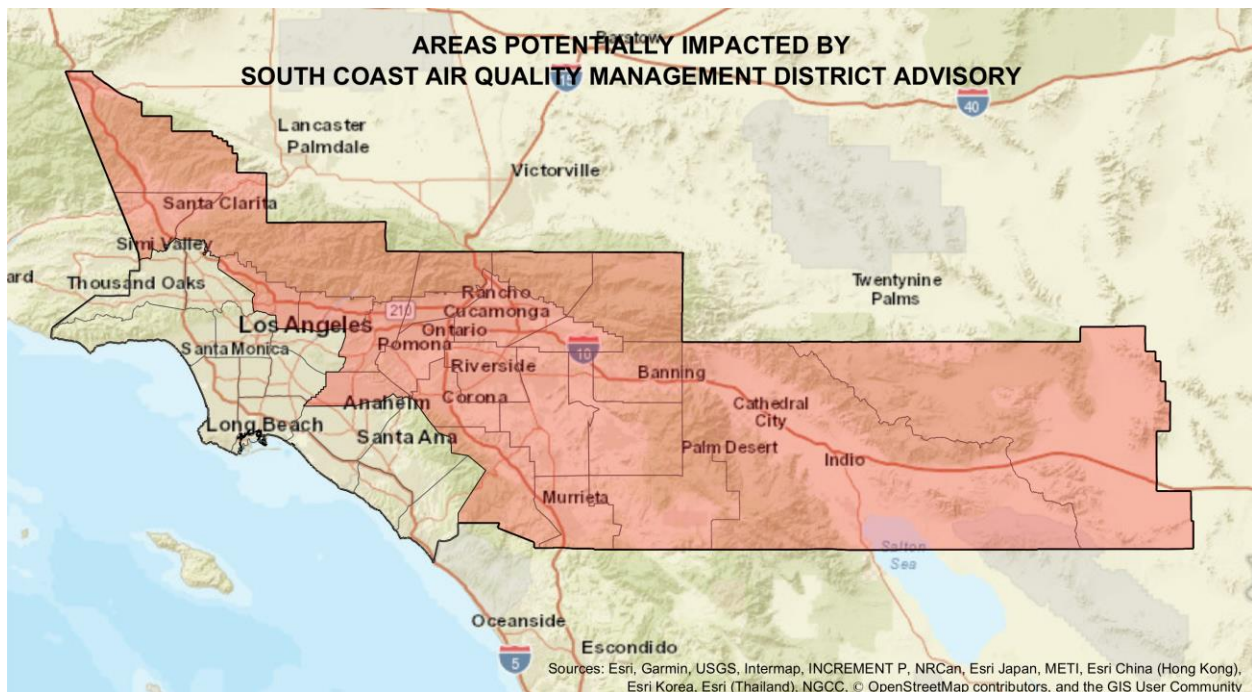 AREAS POTENTIALLY IMPACTED BY
SOUTH COAST AIR QUALITY MANAGEMENT DISTRICT ADVISORY
Barstow
15
40
Lancaster
Palmdale
Victorville
Santa Clarita
Simi Valley
ard
Thousand Oaks
Twentynine
Palms
Rancho
Cucamonga
210
Los Angeles
Ontario
Santa Monica
Pomona
10
Riverside
Banning
Corona
Anaheim
Cathedral
City
Long Beach
Santa Ana
Palm Desert
Indio
Murrieta
Salton
Sea
Oceanside
Escondido
5
Sources: Esri, Garmin, USGS, Intermap, INCREMENT P, NRCan, Esri Japan, METI, Esri China (Hong Kong),
Esri Korea, Esri (Thailand), NGCC, © OpenStreetMap contributors, and the GIS User Community